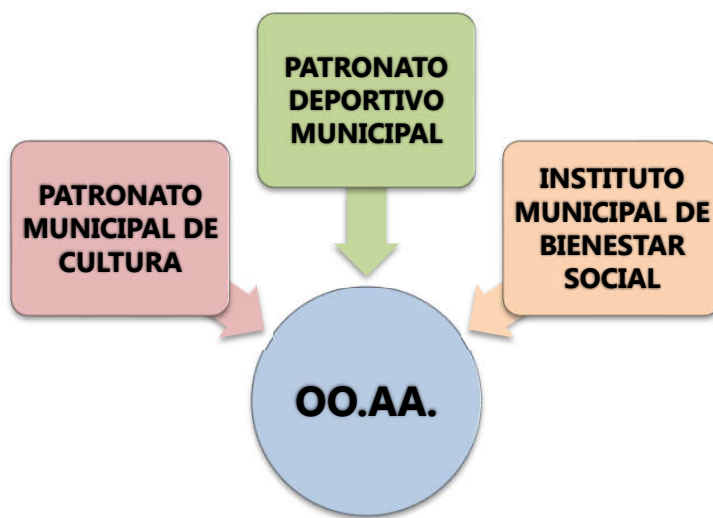 PATRONATO
DEPORTIVO
MUNICIPAL
PATRONATO
MUNICIPAL DE
CULTURA
INSTITUTO
MUNICIPAL DE
BIENESTAR
SOCIAL
OO.AA.